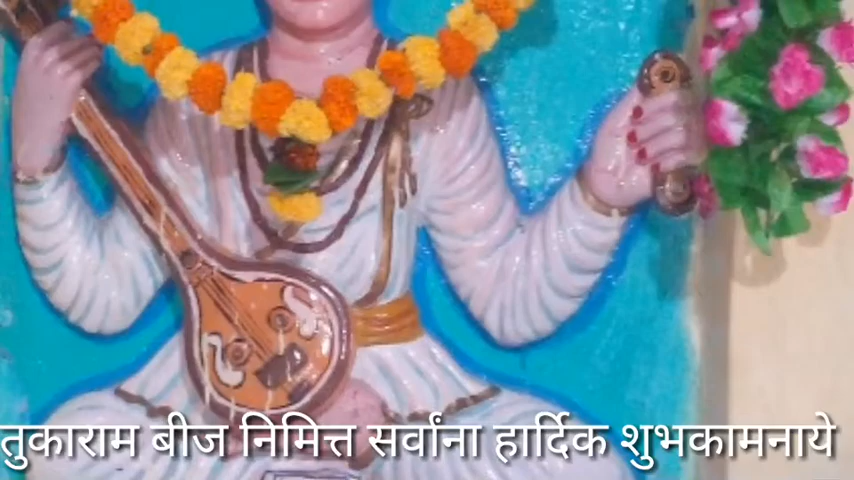 तुकाराम बीज निमित्त सर्वांना हार्दिक शुभकामनाये